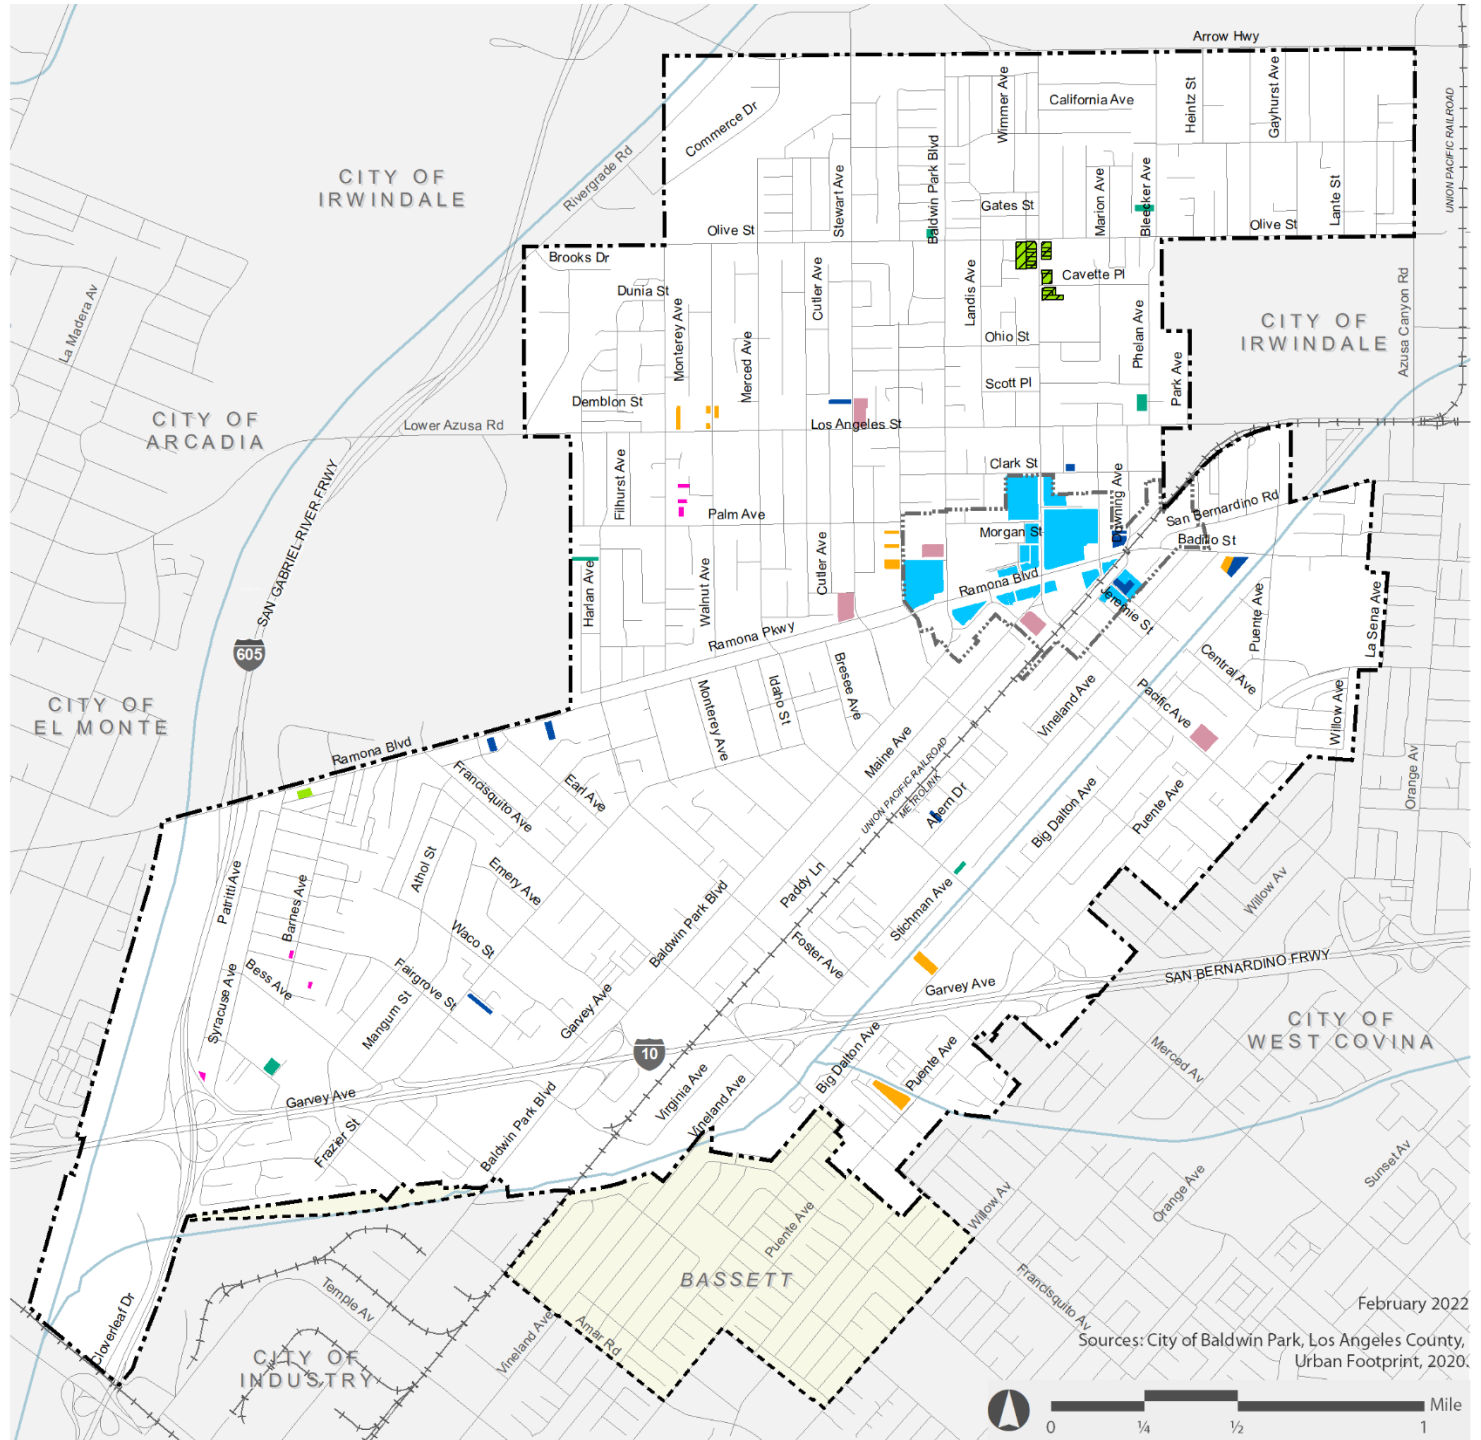 Arrow Hwy
UNION PACIFIC RAILROAD
Commerce Dr
Wimmer Ave
California Ave
Heintz St
Gayhurst Ave
CITY OF
IRWINDALE
Rivergrade Rd
Stewart Ave
Baldwin Park Blvd
Gates St
Marion Ave
Bleecker Ave
Lante St
Olive St
Olive St
Brooks Dr
Dunia St
Monterey Ave
Cutler Ave
Landis Ave
Cavette Pl
Phelan Ave
CITY OF
IRWINDALE
Azusa Canyon Rd
La Madera Av
Merced Ave
Ohio St
Scott Pl
Park Ave
Demblon St
Los Angeles St
CITY OF
ARCADIA
Lower Azusa Rd
Filhurst Ave
Clark St
Downing Ave
San Bernardino Rd
Palm Ave
Morgan St
Badillo St
SAN GABRIEL RIVER FRWY
Harlan Ave
Walnut Ave
Cutler Ave
Ramona Blvd
Jeremie St
Puente Ave
La Sena Ave
Ramona Pkwy
605
Central Ave
CITY OF
EL MONTE
Monterey Ave
Idaho St
Bresee Ave
Maine Ave
Vineland Ave
Pacific Ave
Willow Ave
Orange Av
Ramona Blvd
Francisquito Ave
Earl Ave
UNION PACIFIC RAILROAD
METROLINK
Ahern Dr
Big Dalton Ave
Puente Ave
Patritti Ave
Barnes Ave
Athol St
Emery Ave
Paddy Ln
Baldwin Park Blvd
Stichman Ave
Willow Av
Waco St
Foster Ave
Syracuse Ave
Bess Ave
Fairgrove St
Mangum St
Garvey Ave
Garvey Ave
SAN BERNARDINO FRWY
CITY OF
WEST COVINA
10
Big Dalton Ave
Puente Ave
Merced Av
Garvey Ave
Virginia Ave
Vineland Ave
Frazier St
Baldwin Park Blvd
Sunset Av
Orange Ave
Willow Av
Puente Ave
BASSETT
Francisquito Av
Temple Av
Cloverleaf Dr
Vineland Ave
Amar Rd
CITY OF
INDUSTRY
February 2022
Sources: City of Baldwin Park, Los Angeles County,
Urban Footprint, 2020.
Mile
0 ¼ ½ 1